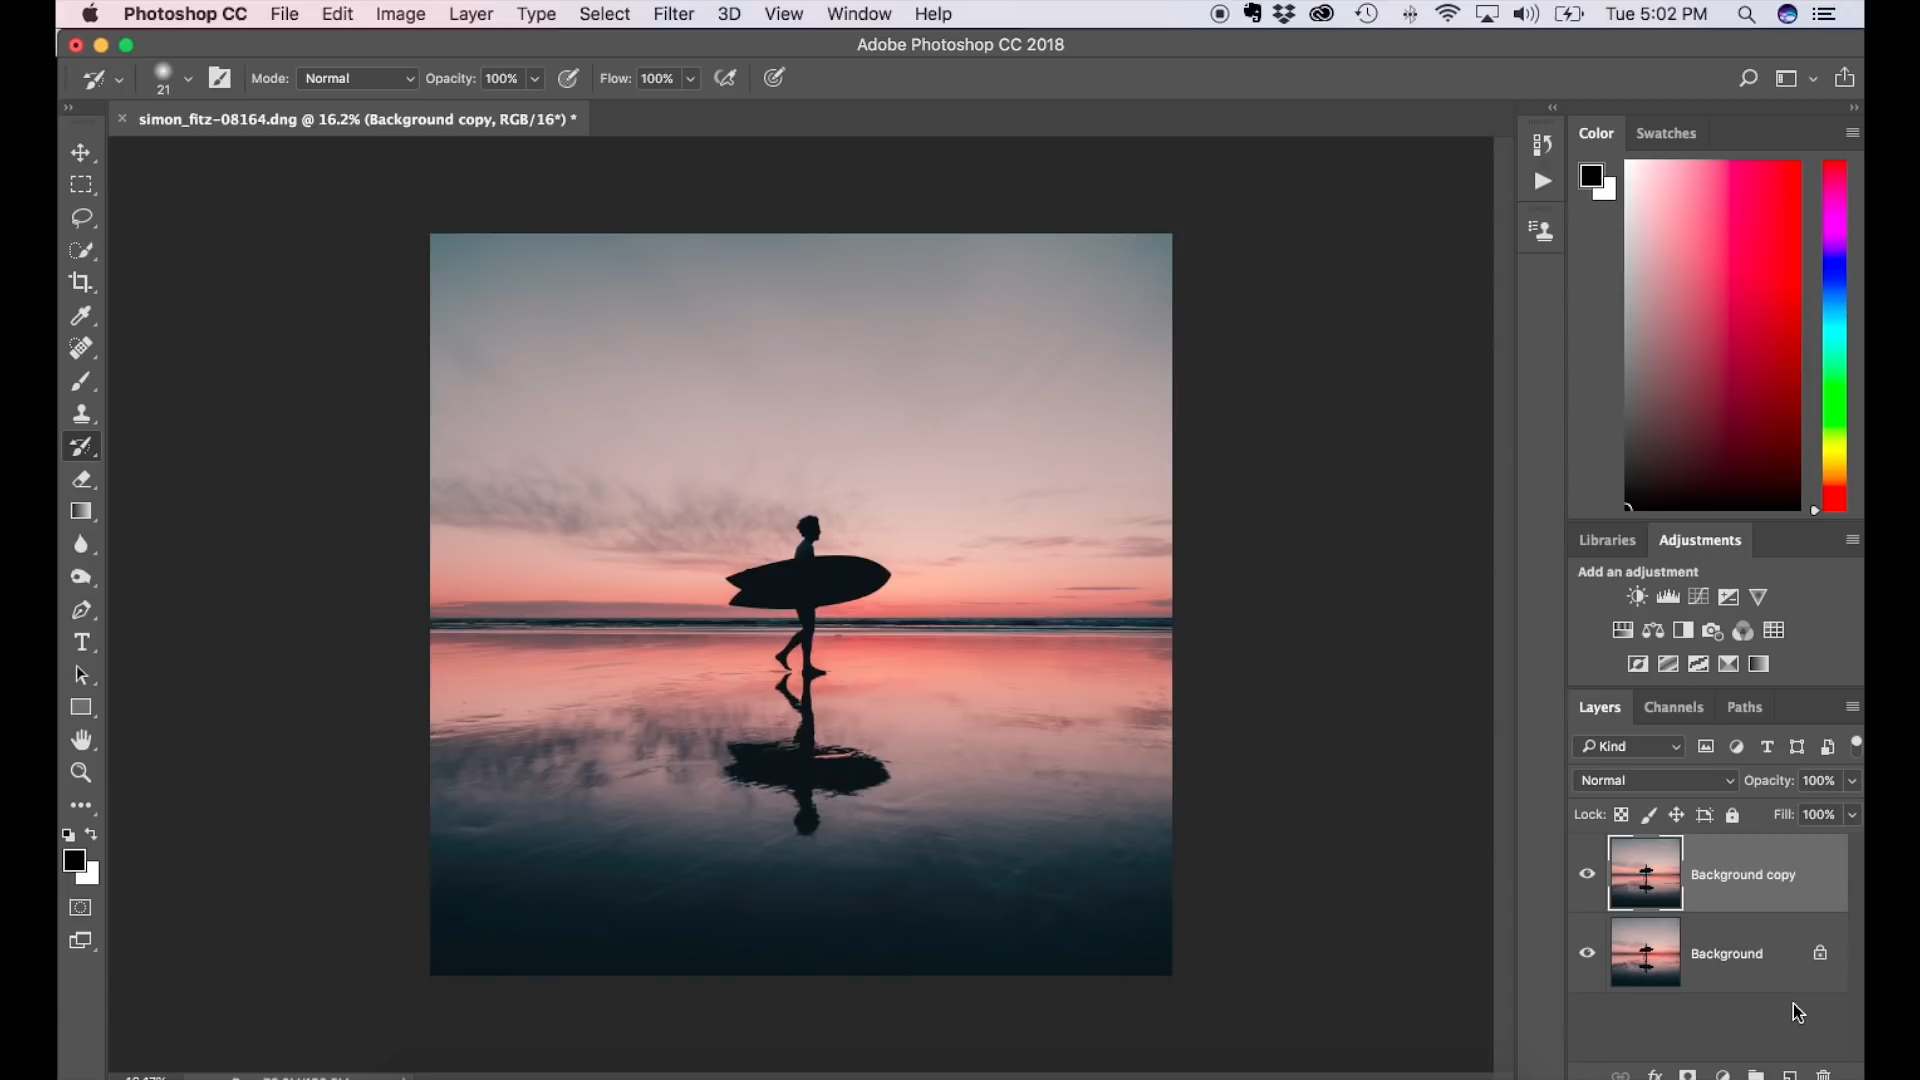 Photoshop CC File Edit Image Layer Type Select Filter 3D View Window Help Tue 5:02 PM
Adobe Photoshop CC 2018
21 Mode: Normal Opacity: 100% Flow: 100%
simon_fitz-08164.dng @ 16.2% (Background copy, RGB/16*) *
Color Swatches
Libraries Adjustments
Add an adjustment
Layers Channels Paths
Kind
Normal Opacity: 100%
Lock: Fill: 100%
Background copy
Background